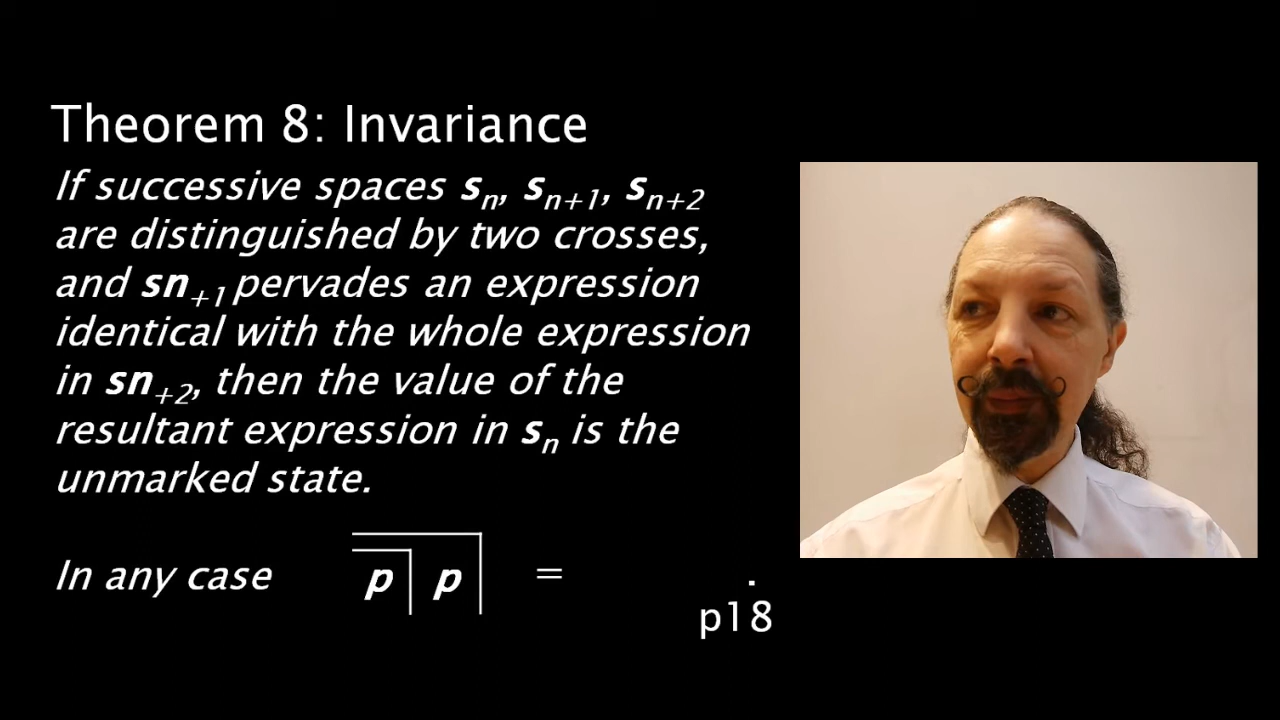 Theorem 8: Invariance
If successive spaces sn, sn+1, sn+2
are distinguished by two crosses,
and sn+1 pervades an expression
identical with the whole expression
in sn+2, then the value of the
resultant expression in sn is the
unmarked state.
In any case p p = .
p18